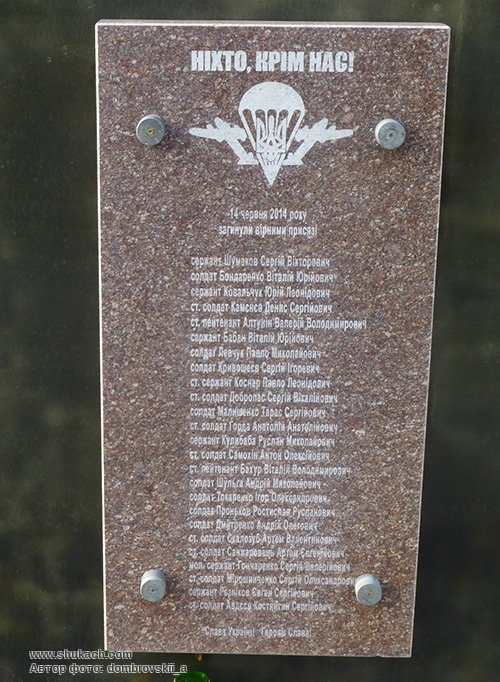 НІХТО, КРІМ НАС!
14 червня 2014 року
загинули вірними присязі
сержант Шумаков Сергій Вікторович
солдат Бондаренко Віталій Юрійович
сержант Ковальчук Юрій Леонідович
ст. солдат Каменєв Денис Сергійович
ст. лейтенант Алтунін Валерій Володимирович
сержант Бабан Віталій Юрійович
солдат Левчук Павло Миколайович
солдат Кривошеєв Сергій Ігоревич
ст. сержант Коснар Павло Леонідович
ст. солдат Добропас Сергій Віталійович
солдат Малишенко Тарас Сергійович
ст. солдат Горда Анатолій Анатолійович
сержант Кулибаба Руслан Миколайович
ст. солдат Самохін Антон Олексійович
ст. лейтенант Бахур Віталій Володимирович
солдат Шульга Андрій Миколайович
солдат Токаренко Ігор Олександрович
солдат Проньков Ростислав Русланович
солдат Дмитренко Андрій Олегович
ст. солдат Скалозуб Артем Валентинович
ст. солдат Санжаровець Артем Євгенійович
мол. сержант Гончаренко Сергій Валерійович
ст. солдат Мірошниченко Сергій Олександрович
сержант Резніков Євген Сергійович
ст. солдат Авдєєв Костянтин Сергійович
Слава Україні! Героям Слава!
www.shukach.com
Автор фото: dombrovskii_a